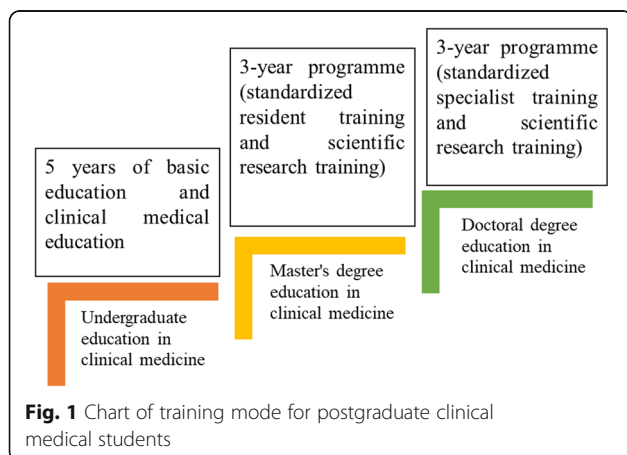 5 years of basic
education and
clinical medical
education
Undergraduate
education in
clinical medicine
3-year programme
(standardized
resident training
and scientific
research training)
Master's degree
education in
clinical medicine
3-year programme
(standardized
specialist training
and scientific
research training)
Doctoral degree
education in
clinical medicine
Fig. 1 Chart of training mode for postgraduate clinical
medical students